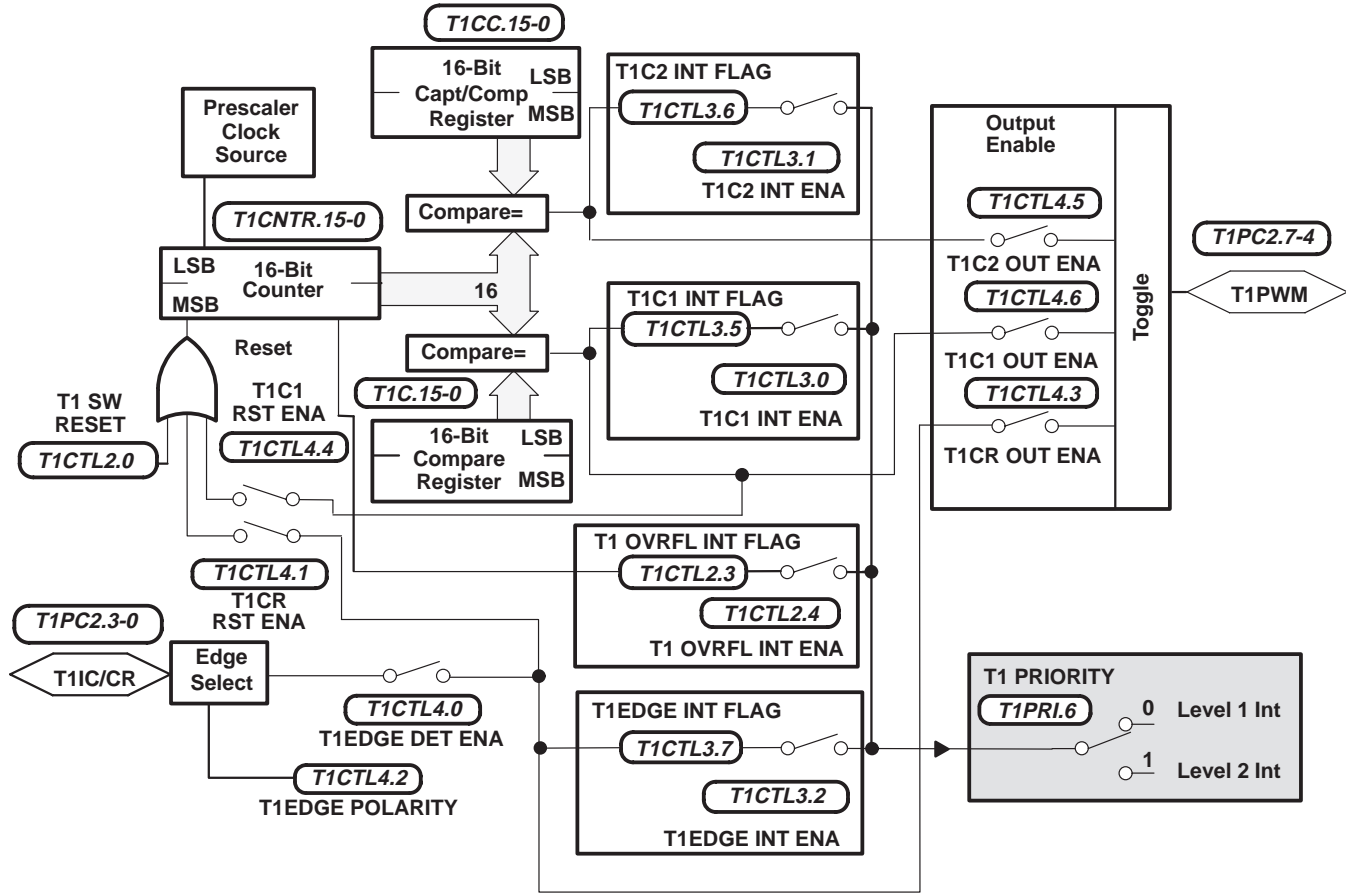 T1CC.15-0
16-Bit
Capt/Comp
Register
LSB
MSB
Prescaler
Clock
Source
T1CNTR.15-0
Compare=
LSB
MSB
16-Bit
Counter
16
Reset
Compare=
T1C.15-0
16-Bit
Compare
Register
LSB
MSB
T1 SW
RESET
T1CTL2.0
T1C1
RST ENA
T1CTL4.4
T1CTL4.1
T1CR
RST ENA
T1PC2.3-0
T1IC/CR
Edge
Select
T1CTL4.0
T1EDGE DET ENA
T1CTL4.2
T1EDGE POLARITY
T1C2 INT FLAG
T1CTL3.6
T1CTL3.1
T1C2 INT ENA
T1C1 INT FLAG
T1CTL3.5
T1CTL3.0
T1C1 INT ENA
T1 OVRFL INT FLAG
T1CTL2.3
T1CTL2.4
T1 OVRFL INT ENA
T1EDGE INT FLAG
T1CTL3.7
T1CTL3.2
T1EDGE INT ENA
Output
Enable
T1CTL4.5
T1C2 OUT ENA
T1CTL4.6
T1C1 OUT ENA
T1CTL4.3
T1CR OUT ENA
Toggle
T1PC2.7-4
T1PWM
T1 PRIORITY
T1PRI.6
0 Level 1 Int
1 Level 2 Int